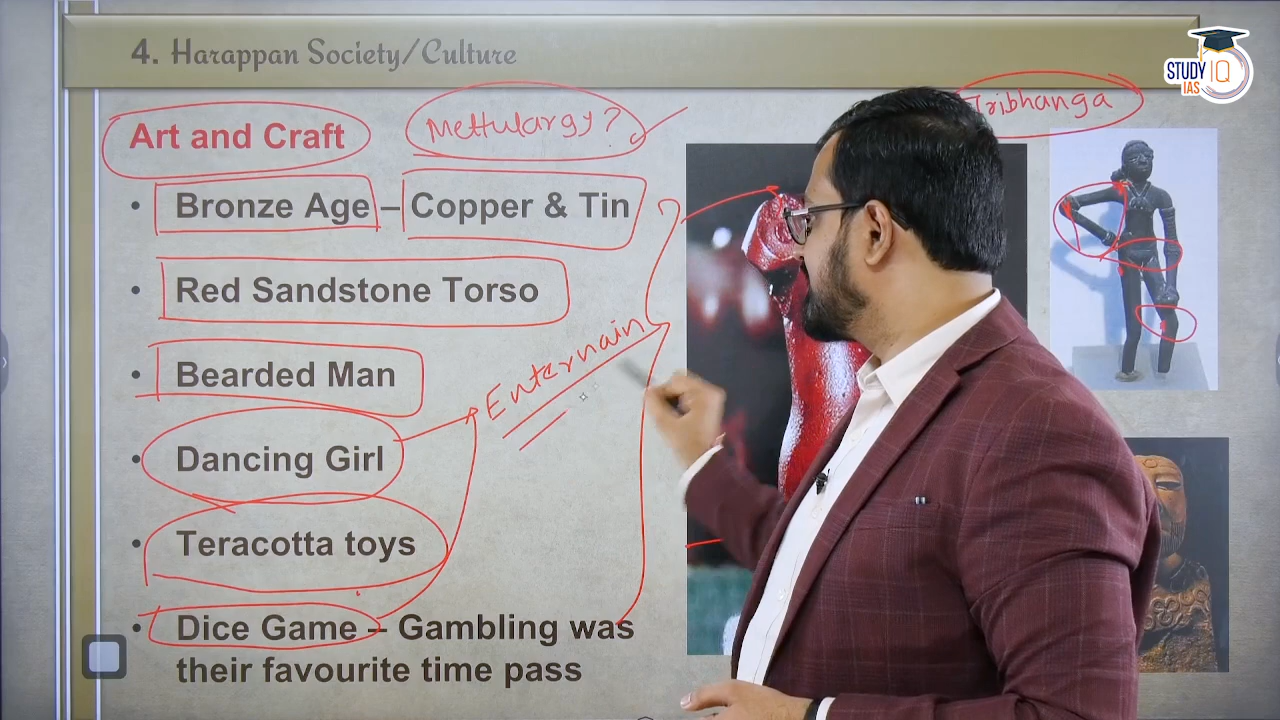 4. Harappan Society/Culture
STUDY IQ
IAS
Art and Craft
Mettulargy?
Tribhanga
• Bronze Age – Copper & Tin
• Red Sandstone Torso
• Bearded Man
Enternain
• Dancing Girl
• Teracotta toys
• Dice Game – Gambling was
their favourite time pass